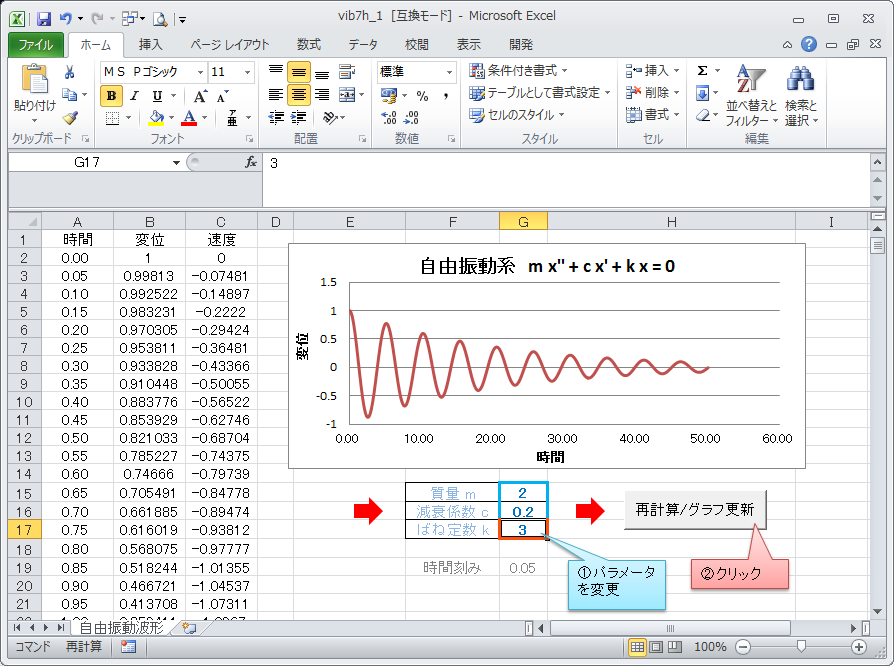 vib7h_1 [互換モード] - Microsoft Excel
ファイル ホーム 挿入 ページ レイアウト 数式 データ 校閲 表示 開発
ＭＳ Ｐゴシック 11 標準 条件付き書式 挿入 Σ
貼り付け B I U A A % , テーブルとして書式設定 削除 並べ替えと フィルター 検索と 選択
A 亜 セルのスタイル 書式
クリップボード フォント 配置 数値 スタイル セル 編集
G17 fx 3
A B C D E F G H I
1 時間 変位 速度
2 0.00 1 0
3 0.05 0.99813 -0.07481
4 0.10 0.992522 -0.14897
5 0.15 0.983231 -0.2222
6 0.20 0.970305 -0.29424
7 0.25 0.953811 -0.36481
8 0.30 0.933828 -0.43366
9 0.35 0.910448 -0.50055
10 0.40 0.883776 -0.56522
11 0.45 0.853929 -0.62746
12 0.50 0.821033 -0.68704
13 0.55 0.785227 -0.74375
14 0.60 0.74666 -0.79739
15 0.65 0.705491 -0.84778
16 0.70 0.661885 -0.89474
17 0.75 0.616019 -0.93812
18 0.80 0.568075 -0.97777
19 0.85 0.518244 -1.01355
20 0.90 0.466721 -1.04537
21 0.95 0.413708 -1.07311
自由振動系 m x" + c x' + k x = 0
変位
1.5
1
0.5
0
-0.5
-1
0.00 10.00 20.00 30.00 40.00 50.00 60.00
時間
質量 m 2
減衰係数 c 0.2
ばね定数 k 3
時間刻み 0.05
再計算/グラフ更新
①パラメータ
を変更
②クリック
自由振動波形
コマンド 再計算 100%